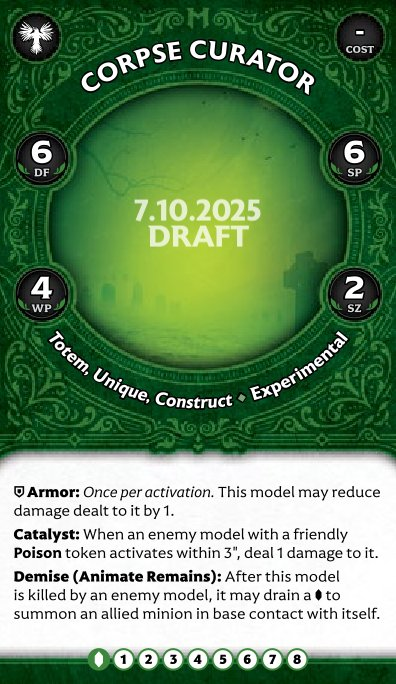 -
COST
CORPSE CURATOR
6
DF
6
SP
7.10.2025
DRAFT
4
WP
2
SZ
Totem, Unique, Construct ◆ Experimental
Armor: Once per activation. This model may reduce
damage dealt to it by 1.
Catalyst: When an enemy model with a friendly
Poison token activates within 3", deal 1 damage to it.
Demise (Animate Remains): After this model
is killed by an enemy model, it may drain a to
summon an allied minion in base contact with itself.
1 2 3 4 5 6 7 8